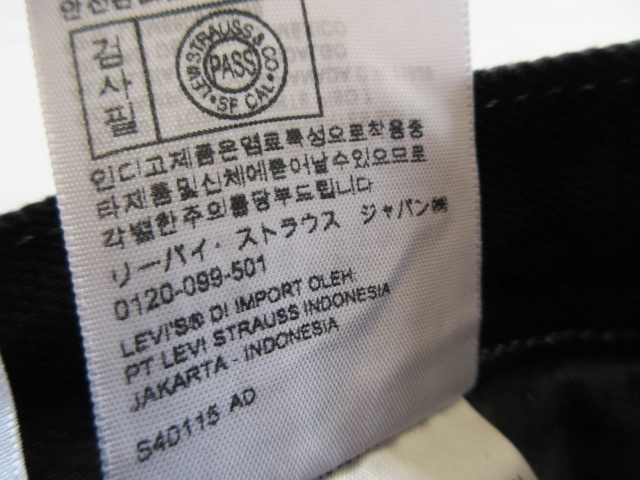 검사필
LEVI STRAUSS & CO
PASS
SF CAL
인디고제품은염료특성으로착용중
타제품및신체에묻어날수있으므로
각별한주의를당부드립니다
リーバイ・ストラウス ジャパン㈱
0120-099-501
LEVI'S® DI IMPORT OLEH
PT LEVI STRAUSS INDONESIA
JAKARTA - INDONESIA
S40115 AD